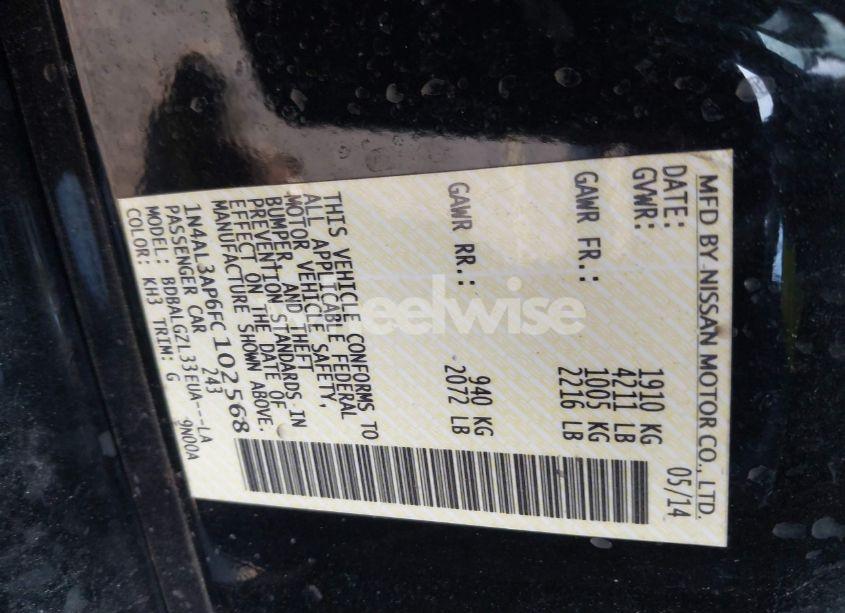 MFD BY NISSAN MOTOR CO., LTD.
DATE: 05/14
GVWR: 1910 KG
4211 LB
GAWR FR.: 1005 KG
2216 LB
GAWR RR.: 940 KG
2072 LB
THIS VEHICLE CONFORMS TO
ALL APPLICABLE FEDERAL
MOTOR VEHICLE SAFETY,
BUMPER, AND THEFT
PREVENTION STANDARDS IN
EFFECT ON THE DATE OF
MANUFACTURE SHOWN ABOVE.
1N4AL3AP6FC102568
PASSENGER CAR 243
MODEL: BDBALGZL33EUA---LA
COLOR: KH3 TRIM: G 9N00A